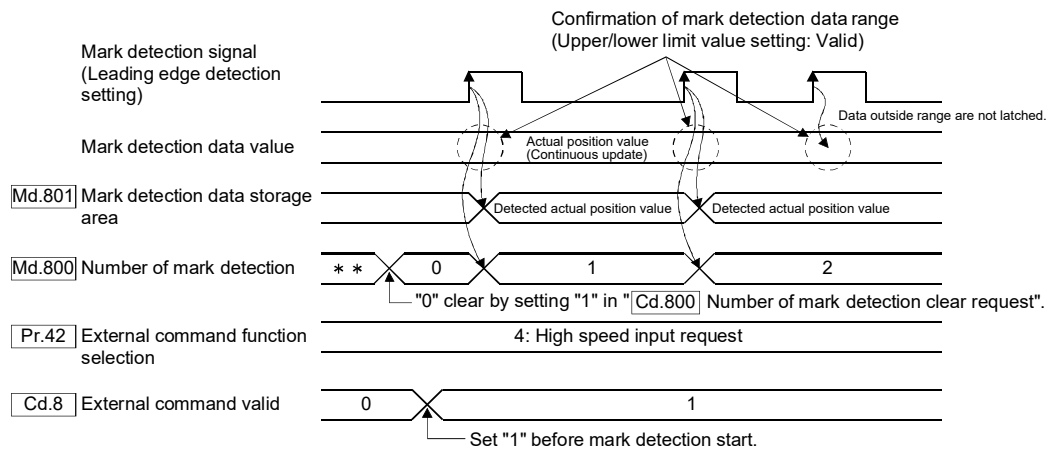 Confirmation of mark detection data range
(Upper/lower limit value setting: Valid)
Mark detection signal
(Leading edge detection
setting)
Data outside range are not latched.
Mark detection data value
Actual position value
(Continuous update)
Md.801 Mark detection data storage
area
Detected actual position value
Detected actual position value
Md.800 Number of mark detection
** 0 1 2
"0" clear by setting "1" in " Cd.800 Number of mark detection clear request".
Pr.42 External command function
selection
4: High speed input request
Cd.8 External command valid
0 1
Set "1" before mark detection start.